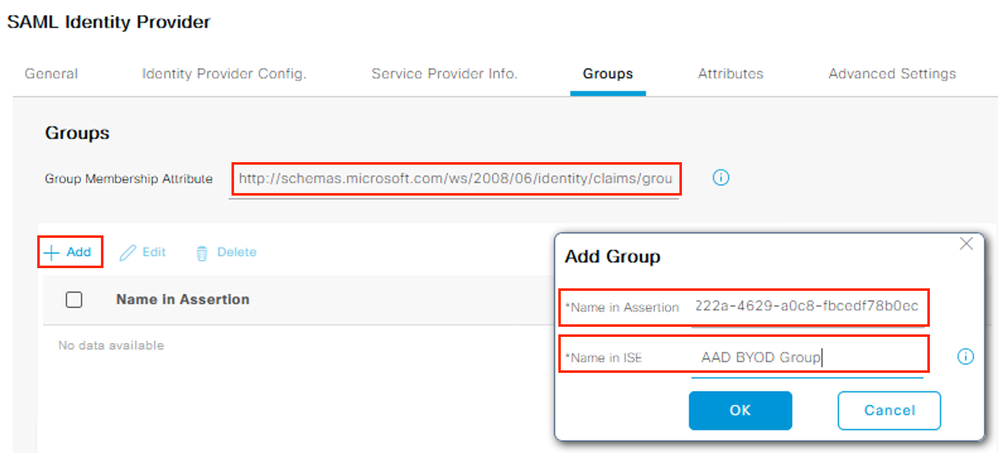 SAML Identity Provider
General Identity Provider Config. Service Provider Info. Groups Attributes Advanced Settings
Groups
Group Membership Attribute http://schemas.microsoft.com/ws/2008/06/identity/claims/grou
Add Edit Delete
Name in Assertion
No data available
Add Group
*Name in Assertion 222a-4629-a0c8-fbcedf78b0ec
*Name in ISE AAD BYOD Group
OK Cancel